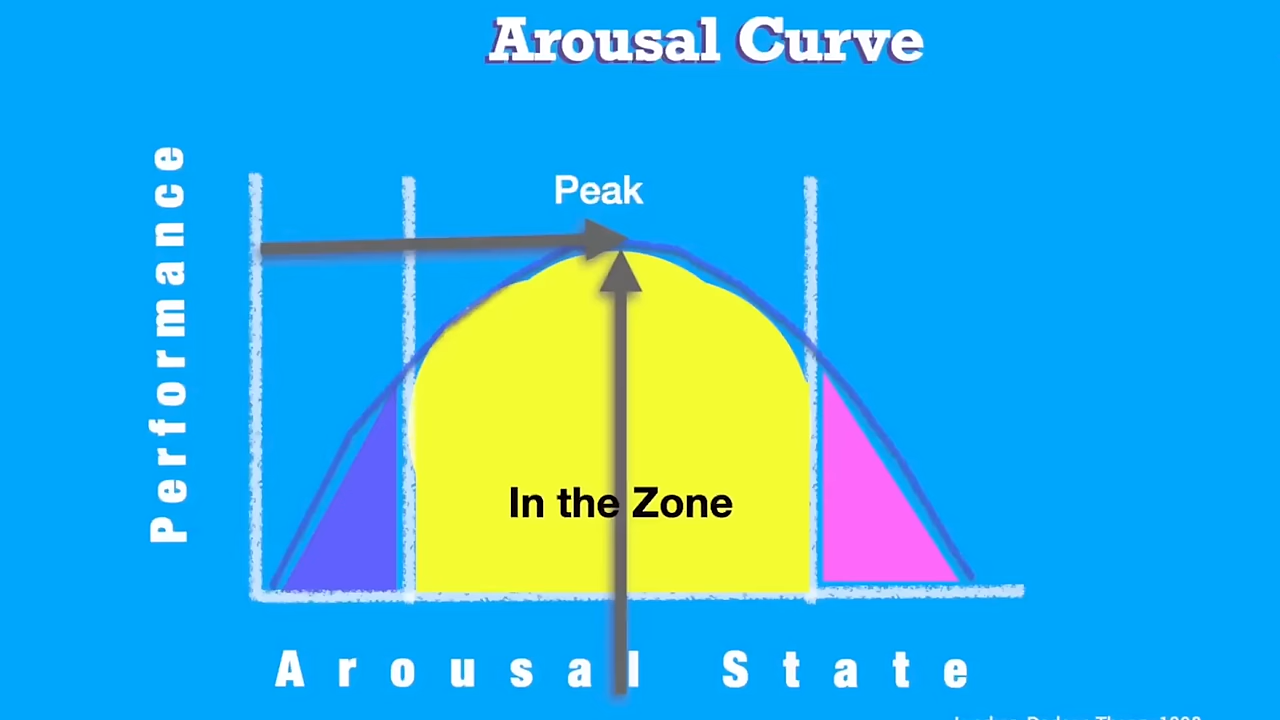 Arousal Curve
Performance
Peak
In the Zone
Arousal State